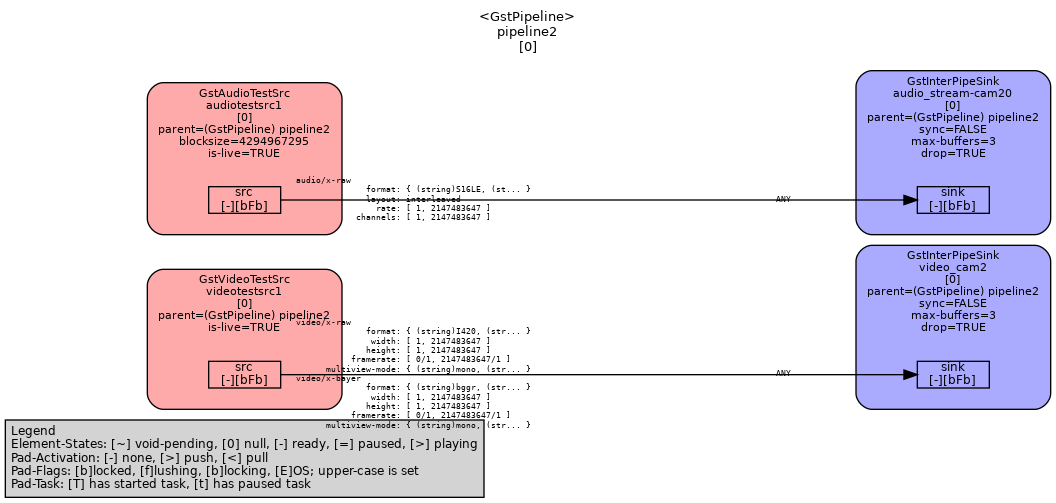 <GstPipeline>
pipeline2
[0]
GstAudioTestSrc
audiotestsrc1
[0]
parent=(GstPipeline) pipeline2
blocksize=4294967295
is-live=TRUE
src
[-][bFb]
audio/x-raw
format: { (string)S16LE, (st... }
layout: interleaved
rate: [ 1, 2147483647 ]
channels: [ 1, 2147483647 ]
ANY
GstInterPipeSink
audio_stream-cam20
[0]
parent=(GstPipeline) pipeline2
sync=FALSE
max-buffers=3
drop=TRUE
sink
[-][bFb]
GstVideoTestSrc
videotestsrc1
[0]
parent=(GstPipeline) pipeline2
is-live=TRUE
src
[-][bFb]
video/x-raw
format: { (string)I420, (str... }
width: [ 1, 2147483647 ]
height: [ 1, 2147483647 ]
framerate: [ 0/1, 2147483647/1 ]
multiview-mode: { (string)mono, (str... }
video/x-bayer
format: { (string)bggr, (str... }
width: [ 1, 2147483647 ]
height: [ 1, 2147483647 ]
framerate: [ 0/1, 2147483647/1 ]
multiview-mode: { (string)mono, (str... }
ANY
GstInterPipeSink
video_cam2
[0]
parent=(GstPipeline) pipeline2
sync=FALSE
max-buffers=3
drop=TRUE
sink
[-][bFb]
Legend
Element-States: [~] void-pending, [0] null, [-] ready, [=] paused, [>] playing
Pad-Activation: [-] none, [>] push, [<] pull
Pad-Flags: [b]locked, [f]lushing, [b]locking, [E]OS; upper-case is set
Pad-Task: [T] has started task, [t] has paused task